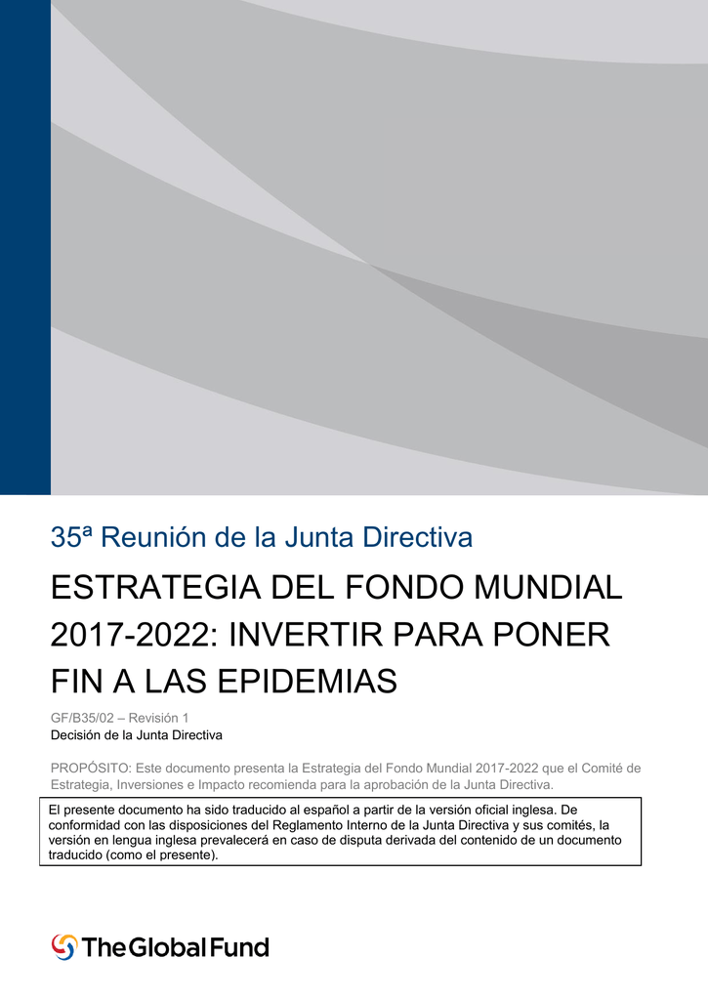 35ª Reunión de la Junta Directiva
ESTRATEGIA DEL FONDO MUNDIAL
2017-2022: INVERTIR PARA PONER
FIN A LAS EPIDEMIAS
GF/B35/02 – Revisión 1
Decisión de la Junta Directiva
PROPÓSITO: Este documento presenta la Estrategia del Fondo Mundial 2017-2022 que el Comité de
Estrategia, Inversiones e Impacto recomienda para la aprobación de la Junta Directiva.
El presente documento ha sido traducido al español a partir de la versión oficial inglesa. De
conformidad con las disposiciones del Reglamento Interno de la Junta Directiva y sus comités, la
versión en lengua inglesa prevalecerá en caso de disputa derivada del contenido de un documento
traducido (como el presente).
The Global Fund